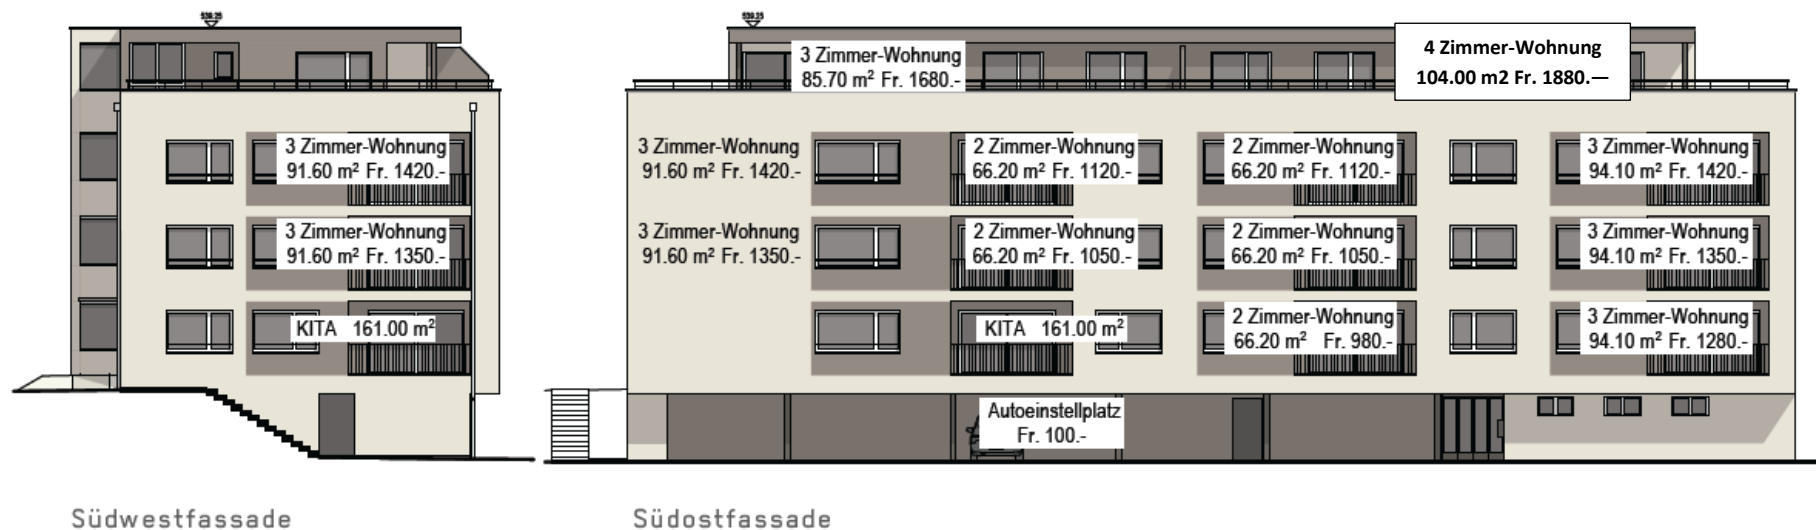 539.25
539.25
3 Zimmer-Wohnung
85.70 m² Fr. 1680.-
4 Zimmer-Wohnung
104.00 m2 Fr. 1880.—
3 Zimmer-Wohnung
91.60 m² Fr. 1420.-
3 Zimmer-Wohnung
91.60 m² Fr. 1420.-
2 Zimmer-Wohnung
66.20 m² Fr. 1120.-
2 Zimmer-Wohnung
66.20 m² Fr. 1120.-
3 Zimmer-Wohnung
94.10 m² Fr. 1420.-
3 Zimmer-Wohnung
91.60 m² Fr. 1350.-
3 Zimmer-Wohnung
91.60 m² Fr. 1350.-
2 Zimmer-Wohnung
66.20 m² Fr. 1050.-
2 Zimmer-Wohnung
66.20 m² Fr. 1050.-
3 Zimmer-Wohnung
94.10 m² Fr. 1350.-
KITA 161.00 m²
KITA 161.00 m²
2 Zimmer-Wohnung
66.20 m² Fr. 980.-
3 Zimmer-Wohnung
94.10 m² Fr. 1280.-
Autoeinstellplatz
Fr. 100.-
Südwestfassade
Südostfassade